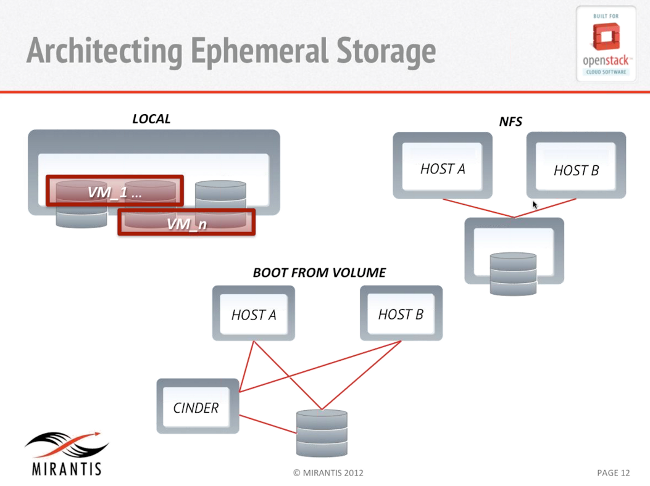 Architecting Ephemeral Storage
BUILT FOR
openstack
CLOUD SOFTWARE
LOCAL
VM_1 ...
VM_n
NFS
HOST A
HOST B
BOOT FROM VOLUME
HOST A
HOST B
CINDER
MIRANTIS
© MIRANTIS 2012
PAGE 12